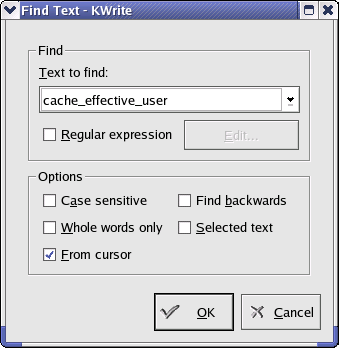 Find Text - KWrite
Find
Text to find:
cache_effective_user
Regular expression
Edit...
Options
Case sensitive
Find backwards
Whole words only
Selected text
From cursor
OK
Cancel